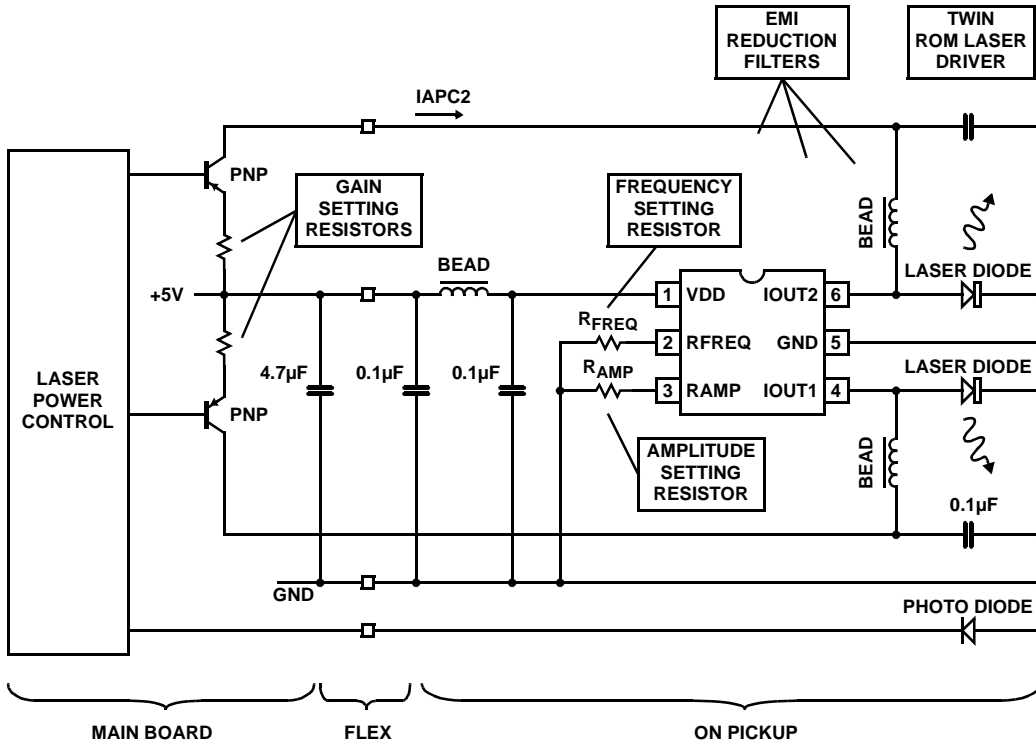 EMI
REDUCTION
FILTERS
TWIN
ROM LASER
DRIVER
IAPC2
PNP
GAIN
SETTING
RESISTORS
FREQUENCY
SETTING
RESISTOR
BEAD
BEAD
LASER DIODE
+5V
1 VDD IOUT2 6
RFREQ
2 RFREQ GND 5
LASER
POWER
CONTROL
4.7µF
0.1µF
0.1µF
RAMP
3 RAMP IOUT1 4
LASER DIODE
PNP
AMPLITUDE
SETTING
RESISTOR
BEAD
0.1µF
GND
PHOTO DIODE
MAIN BOARD
FLEX
ON PICKUP